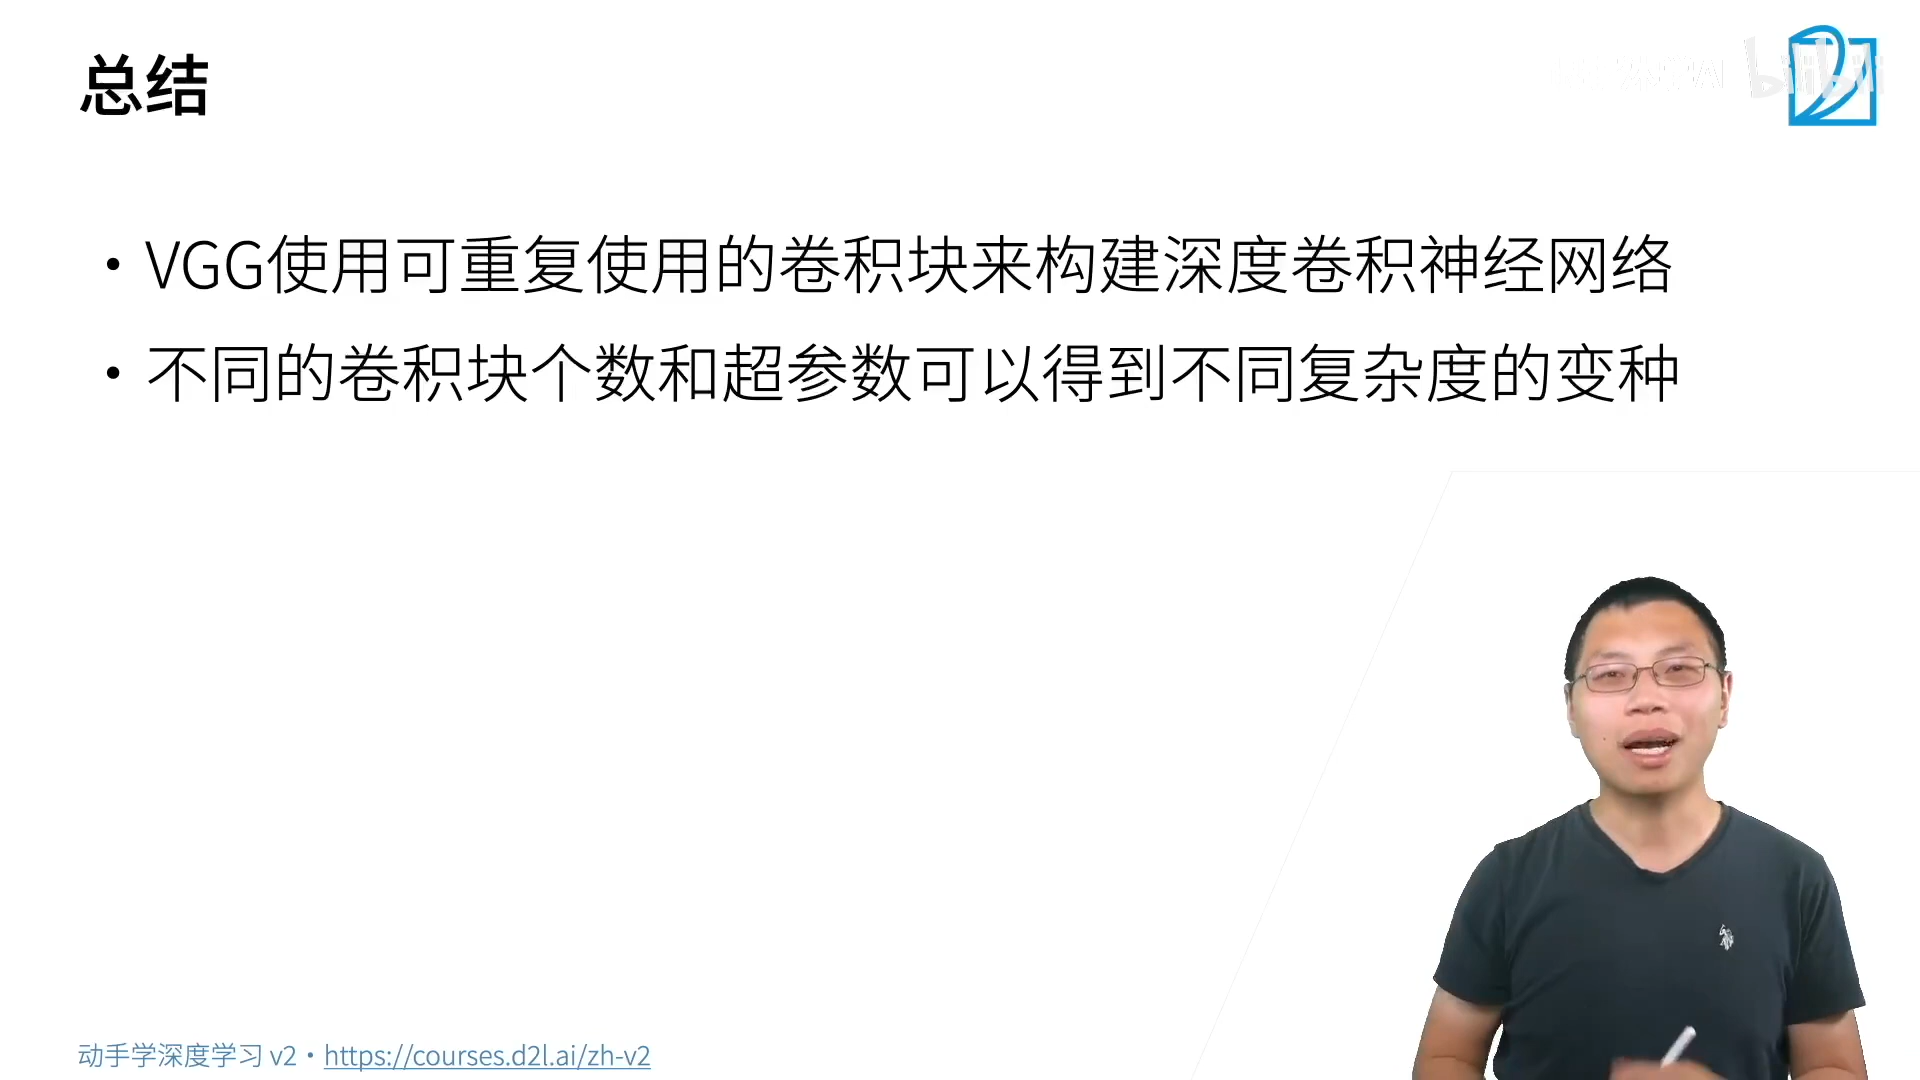 总结
• VGG使用可重复使用的卷积块来构建深度卷积神经网络
• 不同的卷积块个数和超参数可以得到不同复杂度的变种
动手学深度学习 v2 • https://courses.d2l.ai/zh-v2